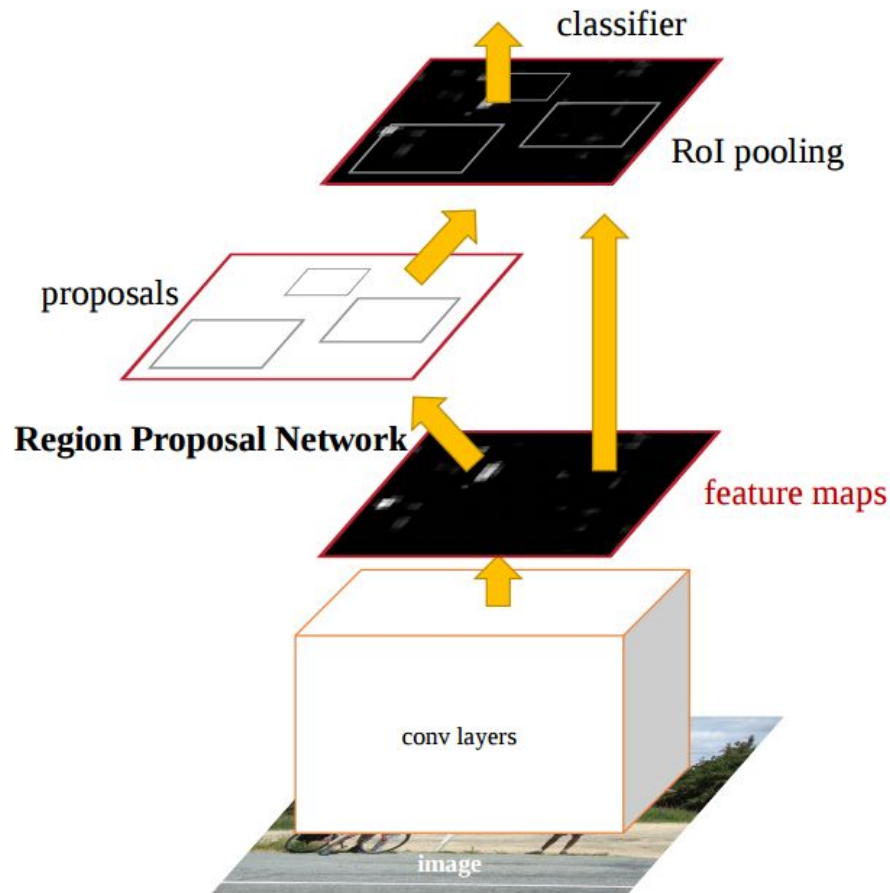 classifier
RoI pooling
proposals
Region Proposal Network
feature maps
conv layers
image